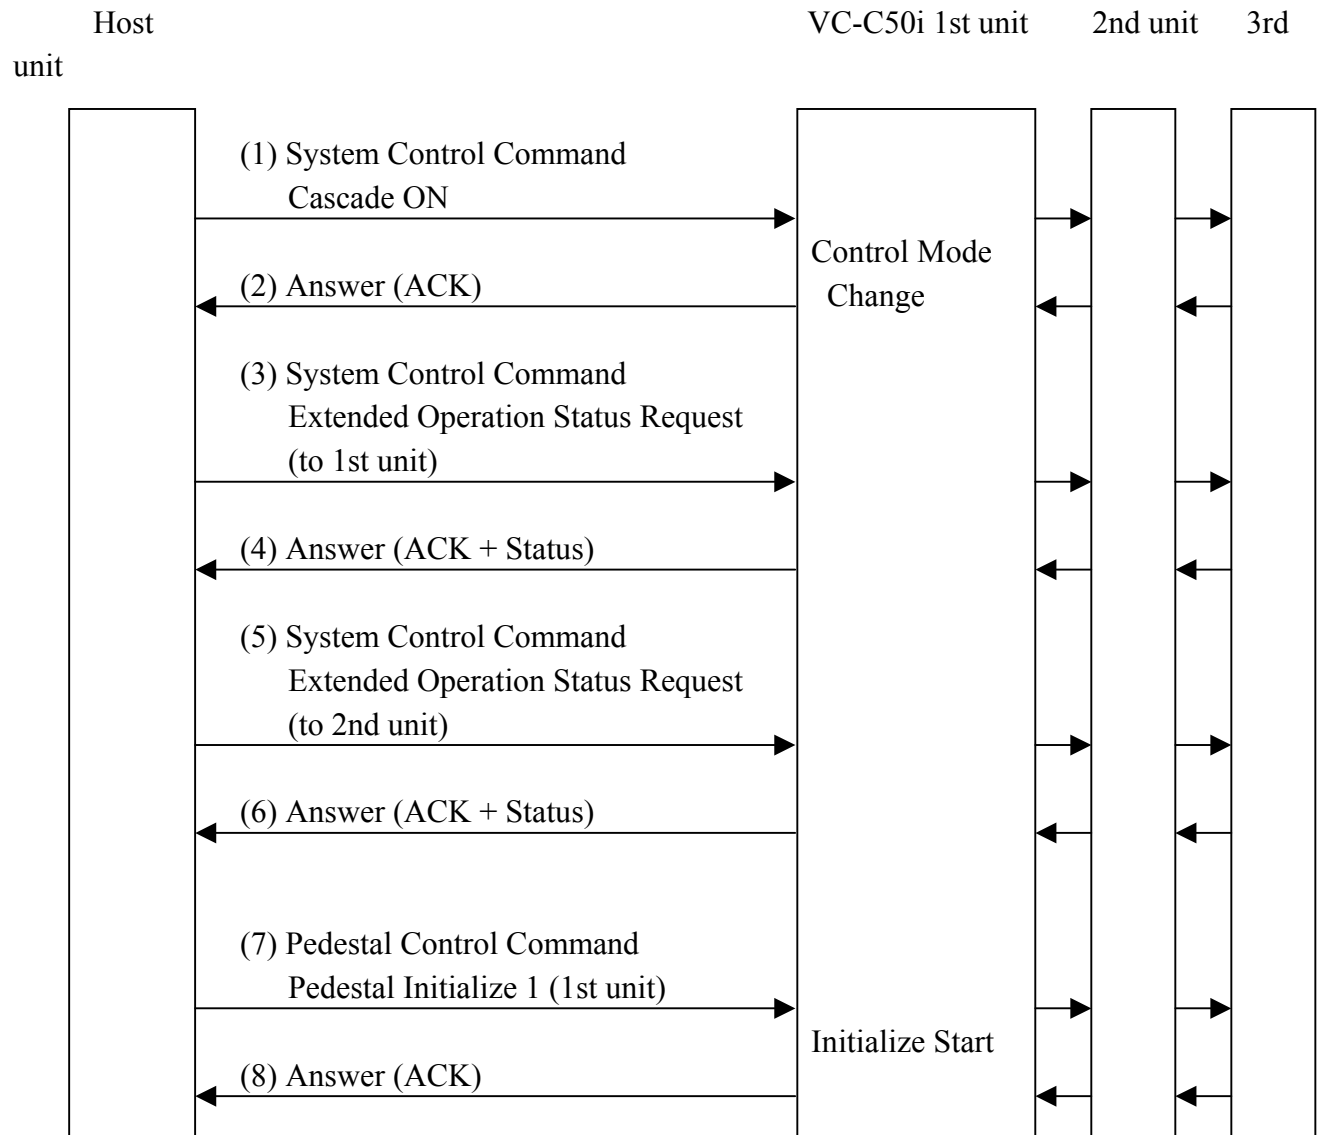 Host VC-C50i 1st unit 2nd unit 3rd
unit
(1) System Control Command
Cascade ON
Control Mode
Change
(2) Answer (ACK)
(3) System Control Command
Extended Operation Status Request
(to 1st unit)
(4) Answer (ACK + Status)
(5) System Control Command
Extended Operation Status Request
(to 2nd unit)
(6) Answer (ACK + Status)
(7) Pedestal Control Command
Pedestal Initialize 1 (1st unit)
Initialize Start
(8) Answer (ACK)